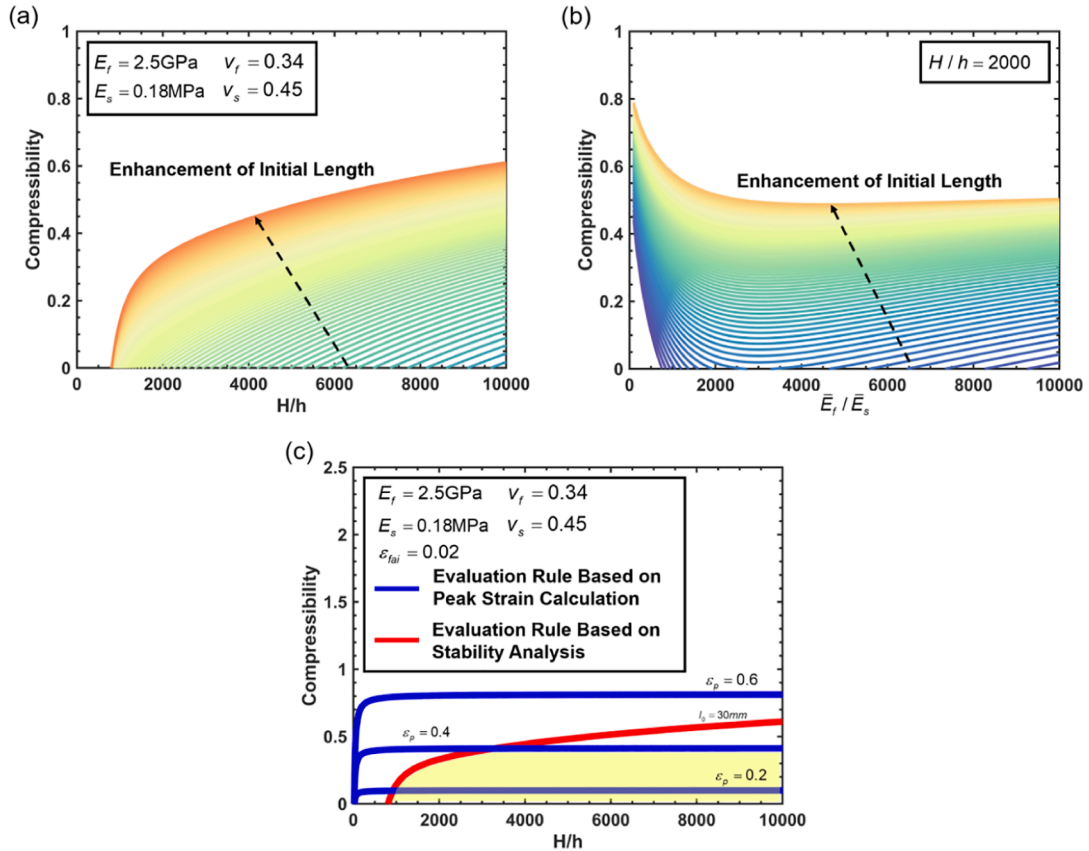 (a)
1
0.8
0.6
0.4
0.2
0
Compressibility
E_f = 2.5GPa v_f = 0.34
E_s = 0.18MPa v_s = 0.45
Enhancement of Initial Length
0 2000 4000 6000 8000 10000
H/h
(b)
1
0.8
0.6
0.4
0.2
0
Compressibility
H / h = 2000
Enhancement of Initial Length
0 2000 4000 6000 8000 10000
Ē_f / Ē_s
(c)
2.5
2
1.5
1
0.5
0
Compressibility
E_f = 2.5GPa v_f = 0.34
E_s = 0.18MPa v_s = 0.45
ε_fai = 0.02
Evaluation Rule Based on
Peak Strain Calculation
Evaluation Rule Based on
Stability Analysis
ε_p = 0.6
l_0 = 30mm
ε_p = 0.4
ε_p = 0.2
0 2000 4000 6000 8000 10000
H/h